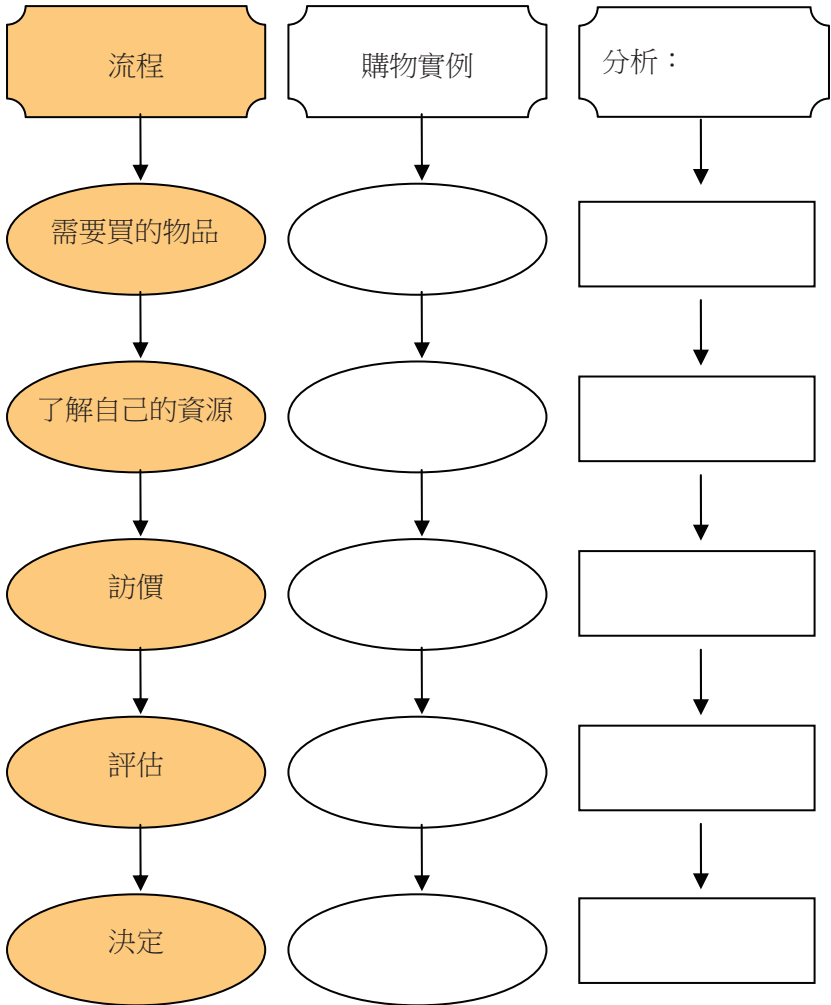 流程
購物實例
分析：
需要買的物品
了解自己的資源
訪價
評估
決定